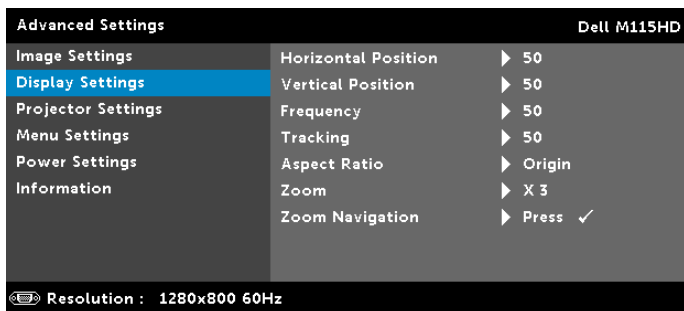 Advanced Settings Dell M115HD
Image Settings
Display Settings
Projector Settings
Menu Settings
Power Settings
Information
Horizontal Position 50
Vertical Position 50
Frequency 50
Tracking 50
Aspect Ratio Origin
Zoom X 3
Zoom Navigation Press ✓
Resolution : 1280x800 60Hz